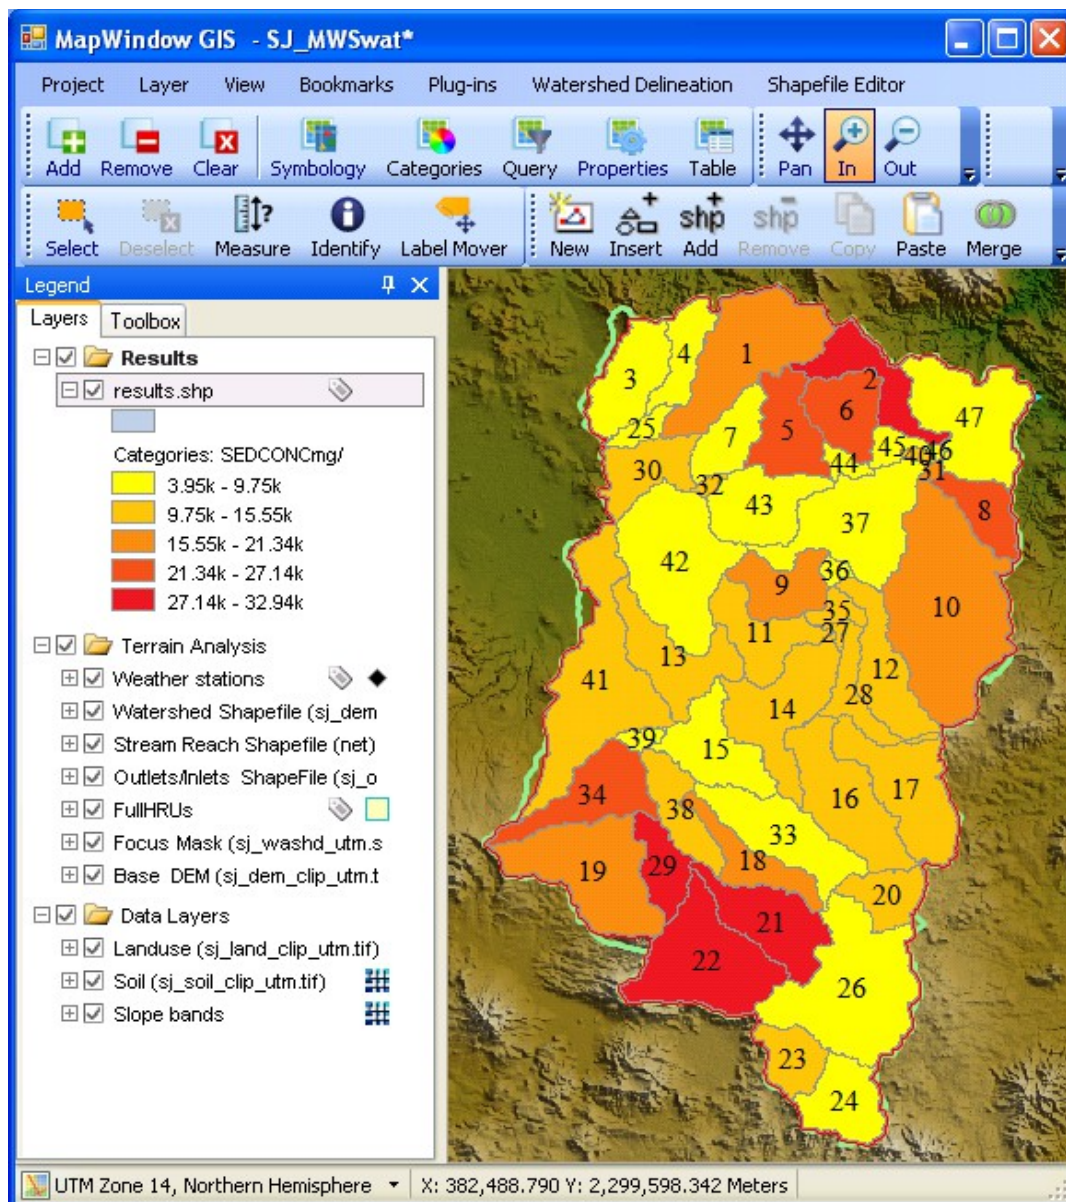 MapWindow GIS - SJ_MWSwat*
Project Layer View Bookmarks Plug-ins Watershed Delineation Shapefile Editor
Add Remove Clear Symbology Categories Query Properties Table Pan In Out
Select Deselect Measure Identify Label Mover New Insert Add Remove Copy Paste Merge
Legend
Layers Toolbox
Results
results.shp
Categories: SEDCONCmg/
3.95k - 9.75k
9.75k - 15.55k
15.55k - 21.34k
21.34k - 27.14k
27.14k - 32.94k
Terrain Analysis
Weather stations
Watershed Shapefile (sj_dem
Stream Reach Shapefile (net)
Outlets/Inlets ShapeFile (sj_o
FullHRUs
Focus Mask (sj_washd_utm.s
Base DEM (sj_dem_clip_utm.t
Data Layers
Landuse (sj_land_clip_utm.tif)
Soil (sj_soil_clip_utm.tif)
Slope bands
4 1
3 2
6 47
25 7 5
45 40 46
30 44 31
32
43 8
37
42
36
9
35 10
11 27
13 12
41 28
14
39 15
34 16 17
38
33
29 18
19 20
21
22
26
23
24
UTM Zone 14, Northern Hemisphere X: 382,488.790 Y: 2,299,598.342 Meters